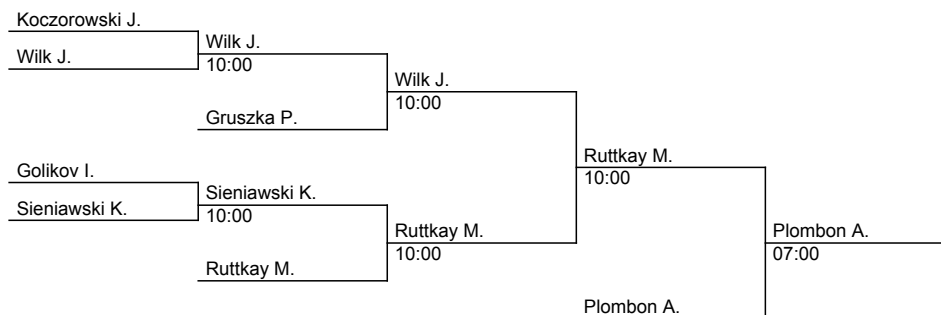 Koczorowski J.
Wilk J.
Wilk J.
10:00
Wilk J.
10:00
Gruszka P.
Golikov I.
Ruttkay M.
10:00
Sieniawski K.
Sieniawski K.
10:00
Ruttkay M.
10:00
Plombon A.
07:00
Ruttkay M.
Plombon A.